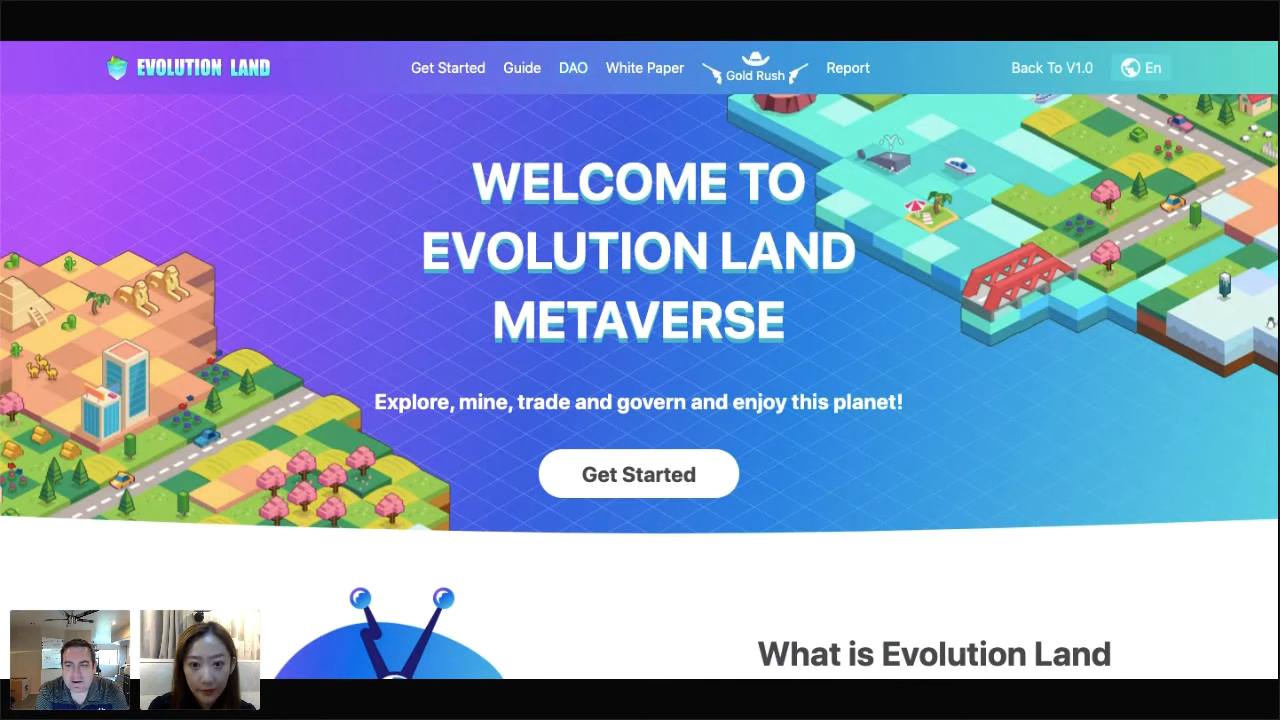 EVOLUTION LAND
Get Started
Guide
DAO
White Paper
Gold Rush
Report
Back To V1.0
En
WELCOME TO
EVOLUTION LAND
METAVERSE
Explore, mine, trade and govern and enjoy this planet!
Get Started
What is Evolution Land